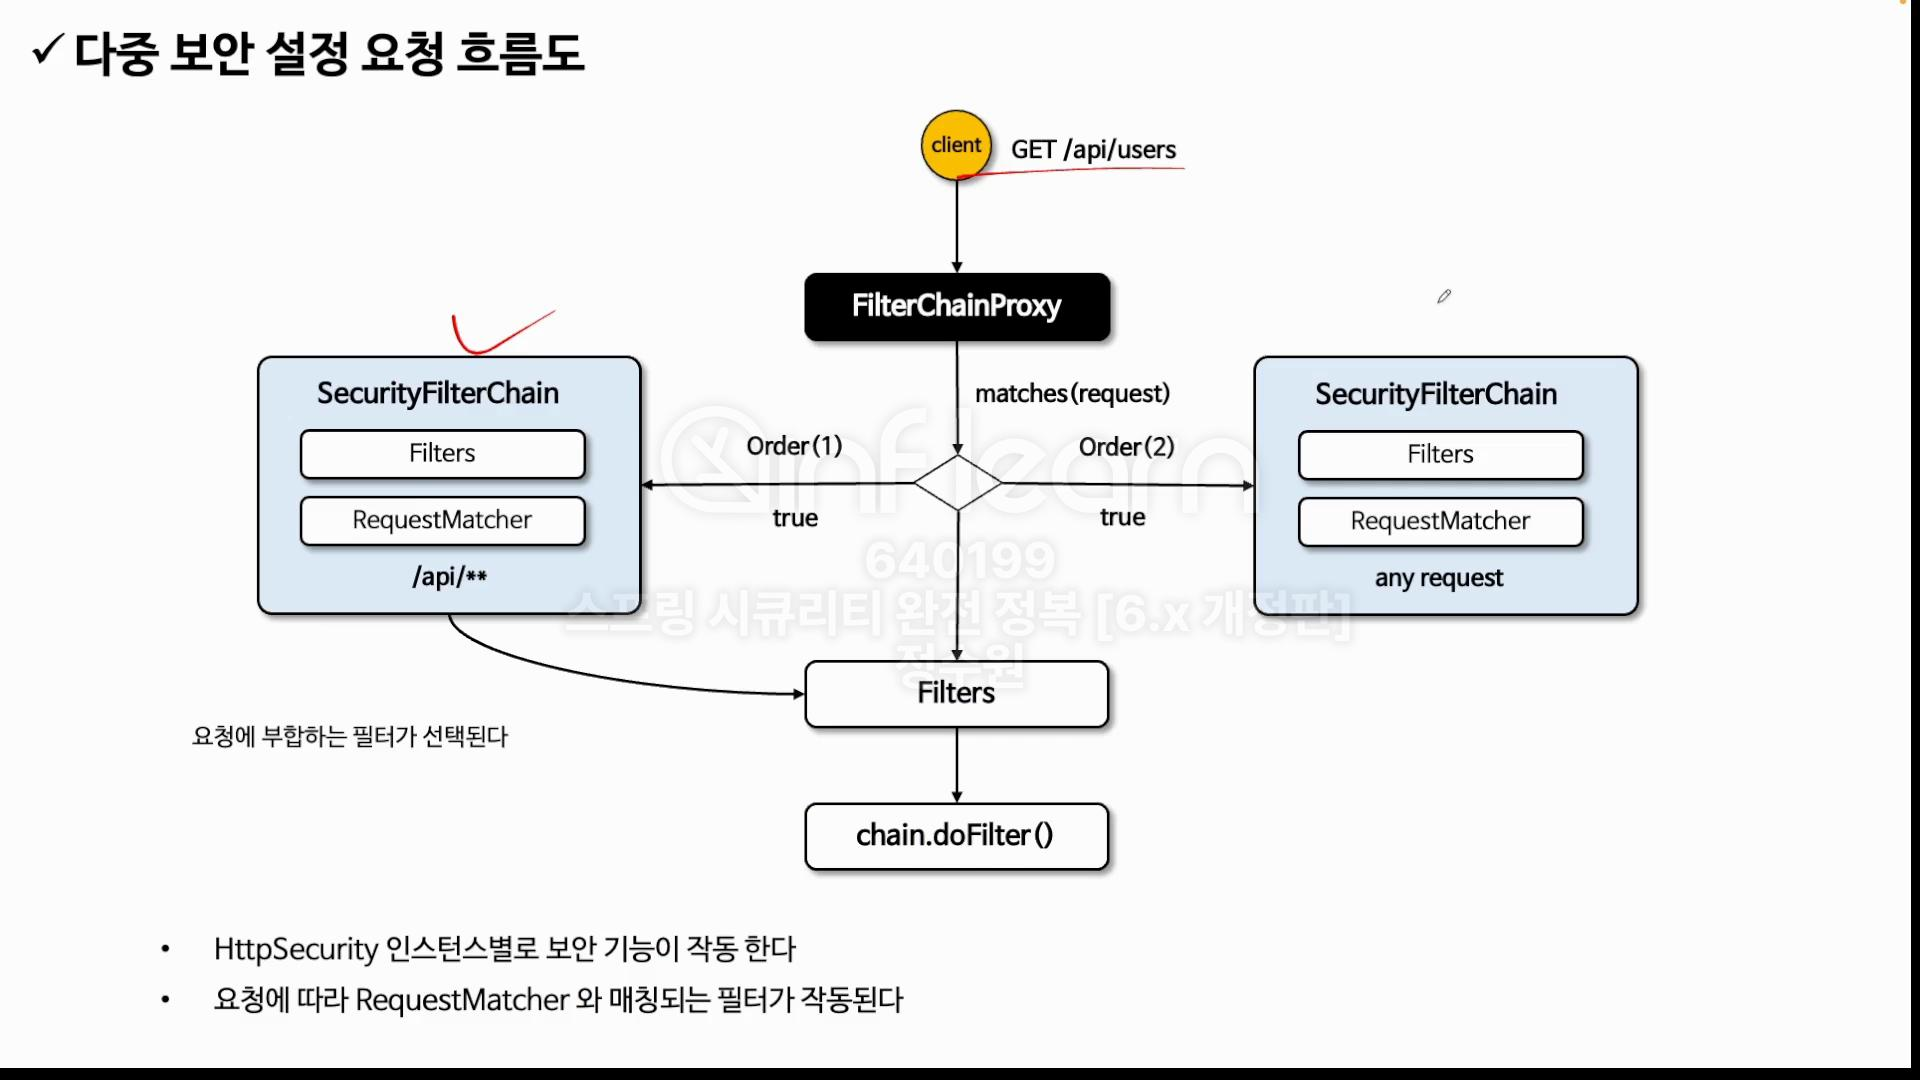 ✓ 다중 보안 설정 요청 흐름도
client
GET /api/users
FilterChainProxy
matches(request)
SecurityFilterChain
Filters
RequestMatcher
/api/**
Order(1)
true
Order(2)
true
SecurityFilterChain
Filters
RequestMatcher
any request
inflearn
640199
스프링 시큐리티 완전 정복 [6.x 개정판]
정수원
Filters
요청에 부합하는 필터가 선택된다
chain.doFilter()
• HttpSecurity 인스턴스별로 보안 기능이 작동 한다
• 요청에 따라 RequestMatcher 와 매칭되는 필터가 작동된다